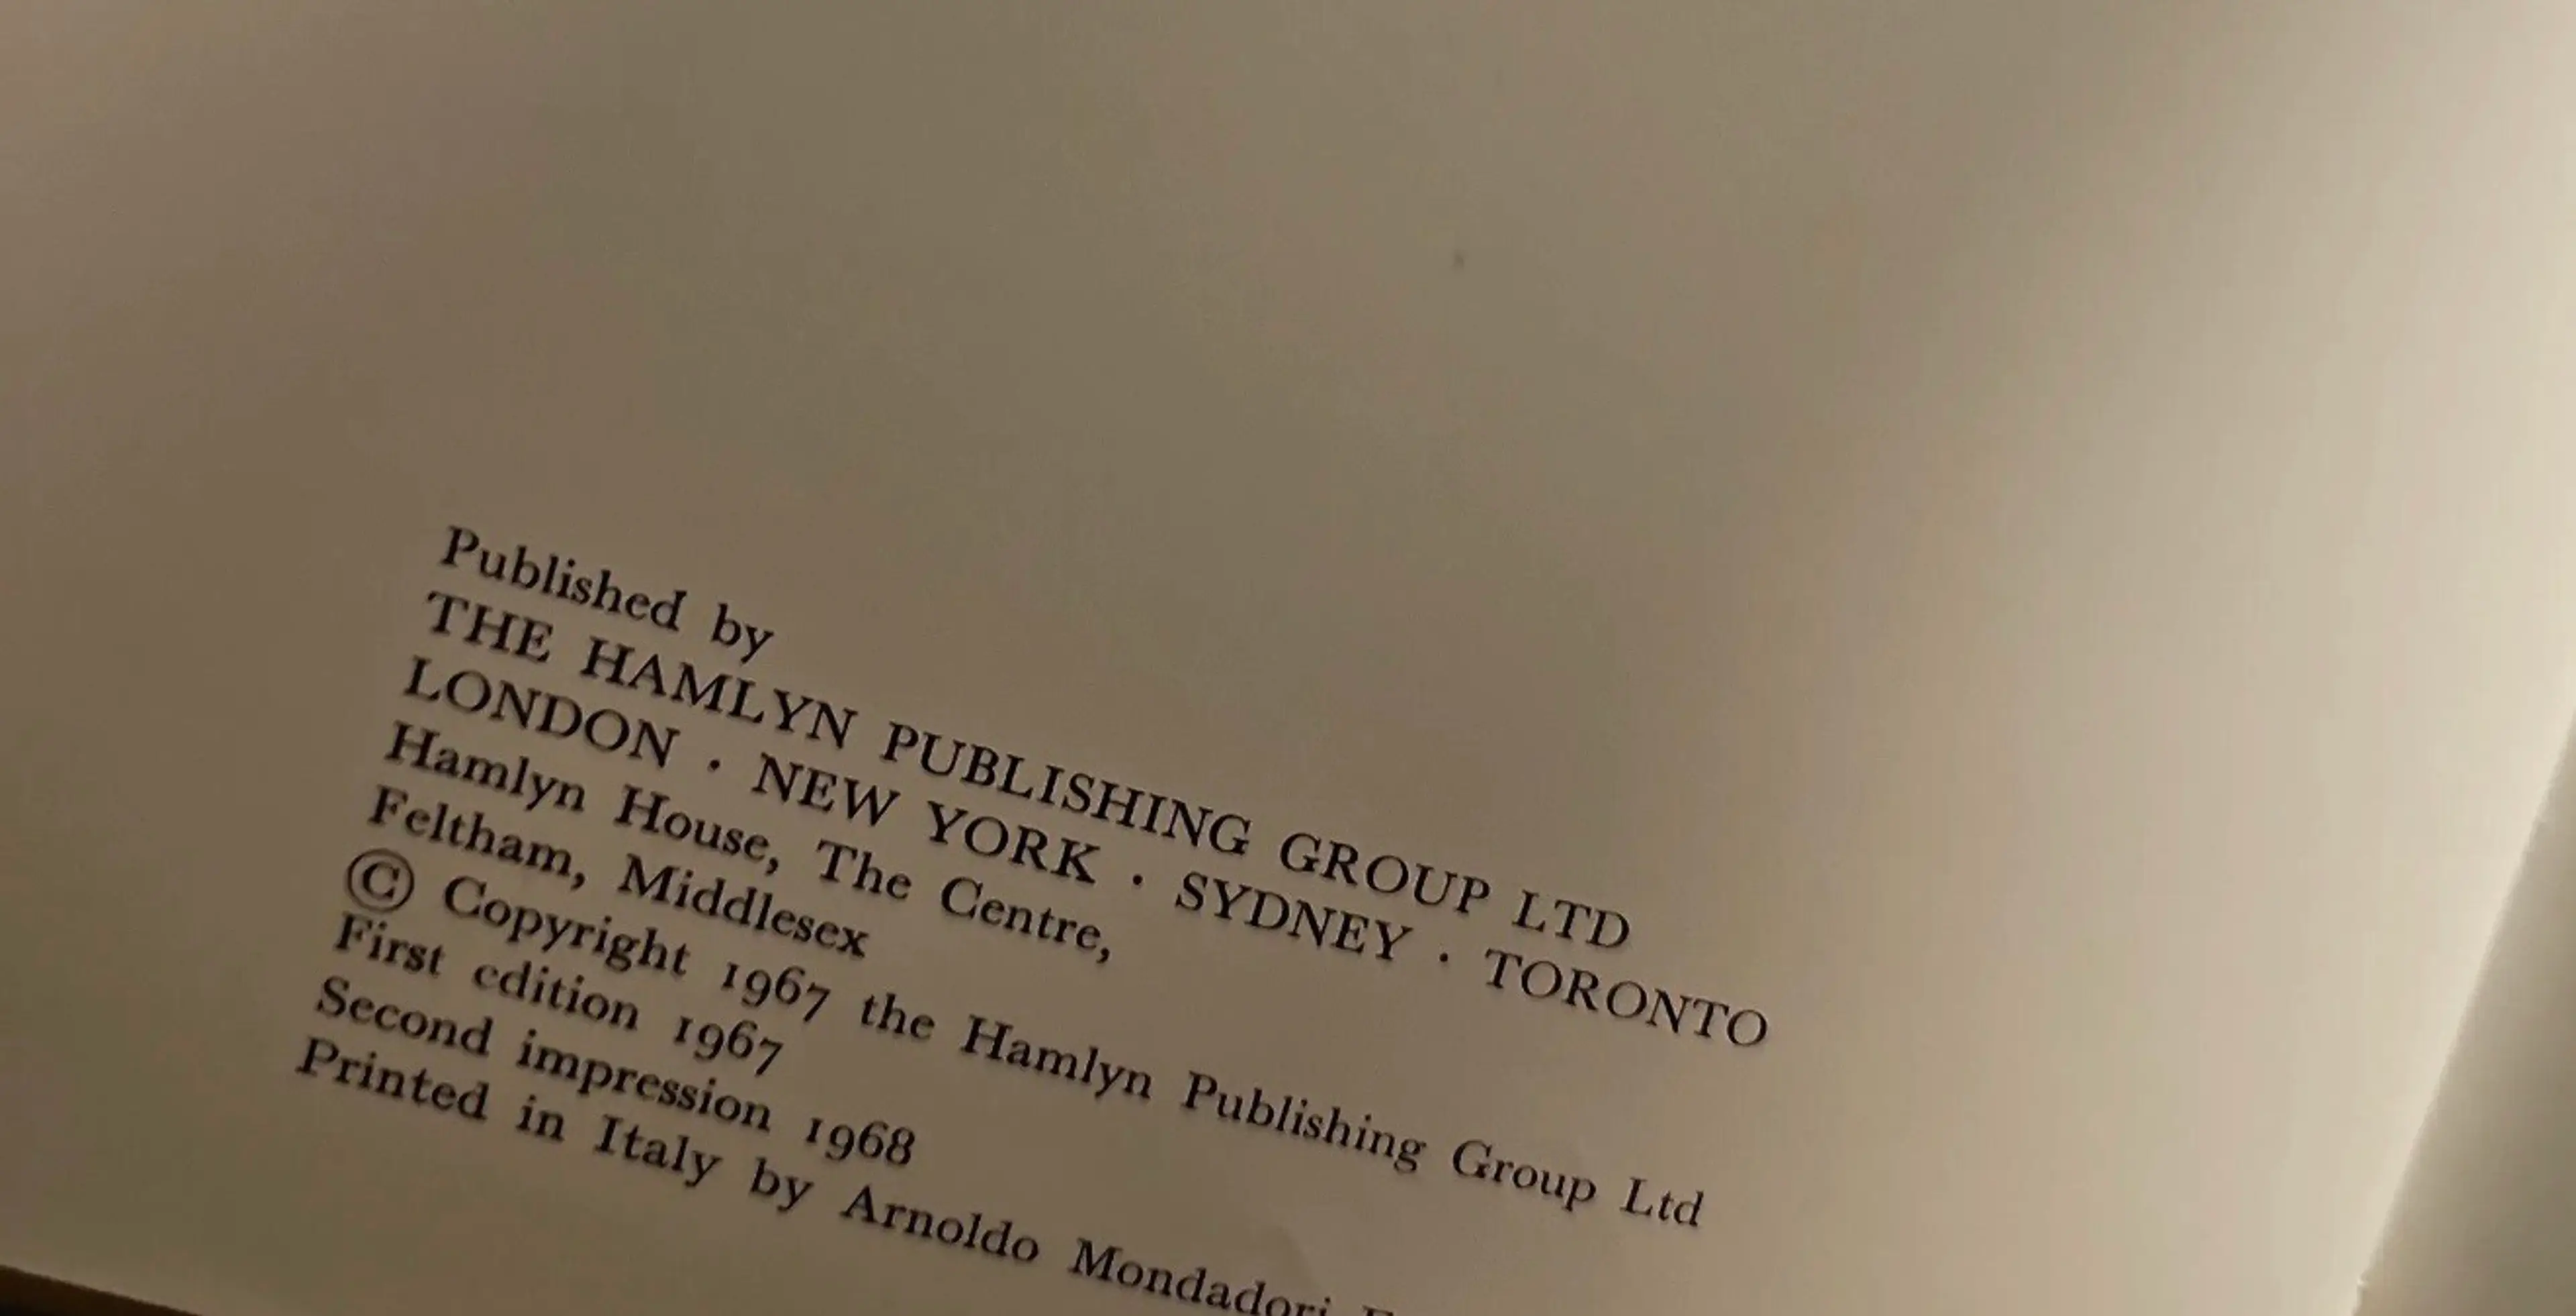 Published by
THE HAMLYN PUBLISHING GROUP LTD
LONDON · NEW YORK · SYDNEY · TORONTO
Hamlyn House, The Centre,
Feltham, Middlesex
© Copyright 1967 the Hamlyn Publishing Group Ltd
First edition 1967
Second impression 1968
Printed in Italy by Arnoldo Mondadori